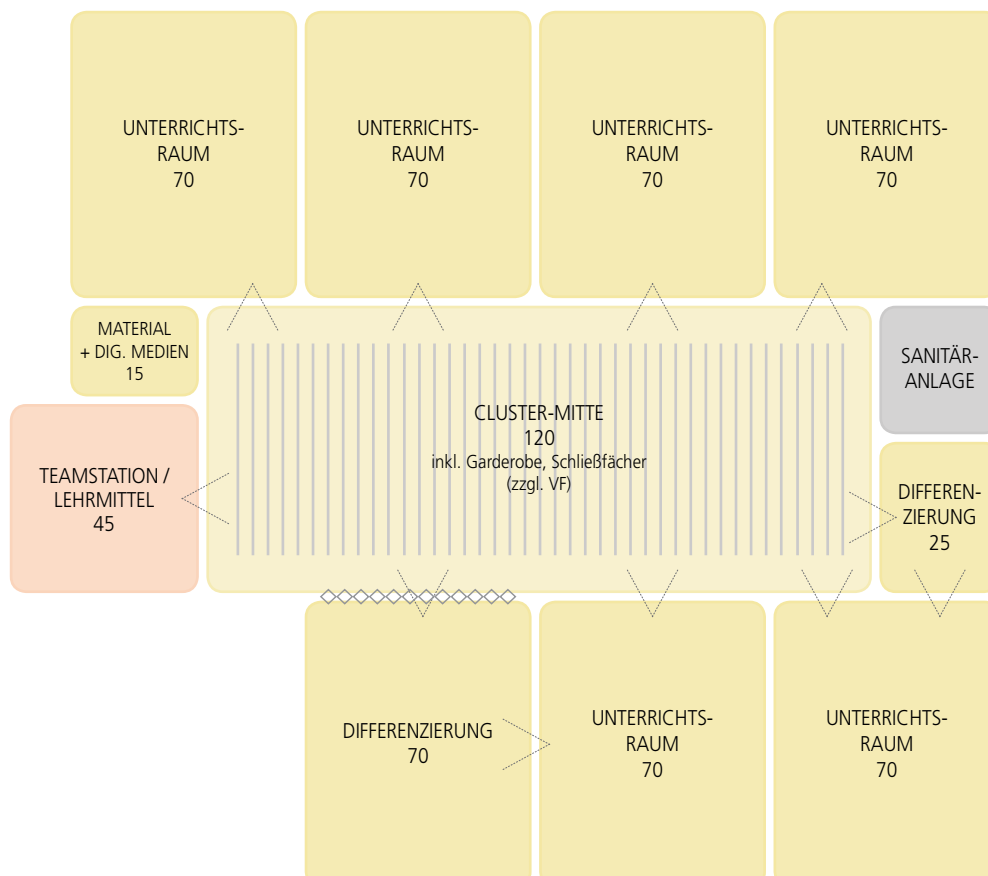 UNTERRICHTS-
RAUM
70
UNTERRICHTS-
RAUM
70
UNTERRICHTS-
RAUM
70
UNTERRICHTS-
RAUM
70
MATERIAL
+ DIG. MEDIEN
15
CLUSTER-MITTE
120
inkl. Garderobe, Schließfächer
(zzgl. VF)
SANITÄR-
ANLAGE
TEAMSTATION /
LEHRMITTEL
45
DIFFEREN-
ZIERUNG
25
DIFFERENZIERUNG
70
UNTERRICHTS-
RAUM
70
UNTERRICHTS-
RAUM
70